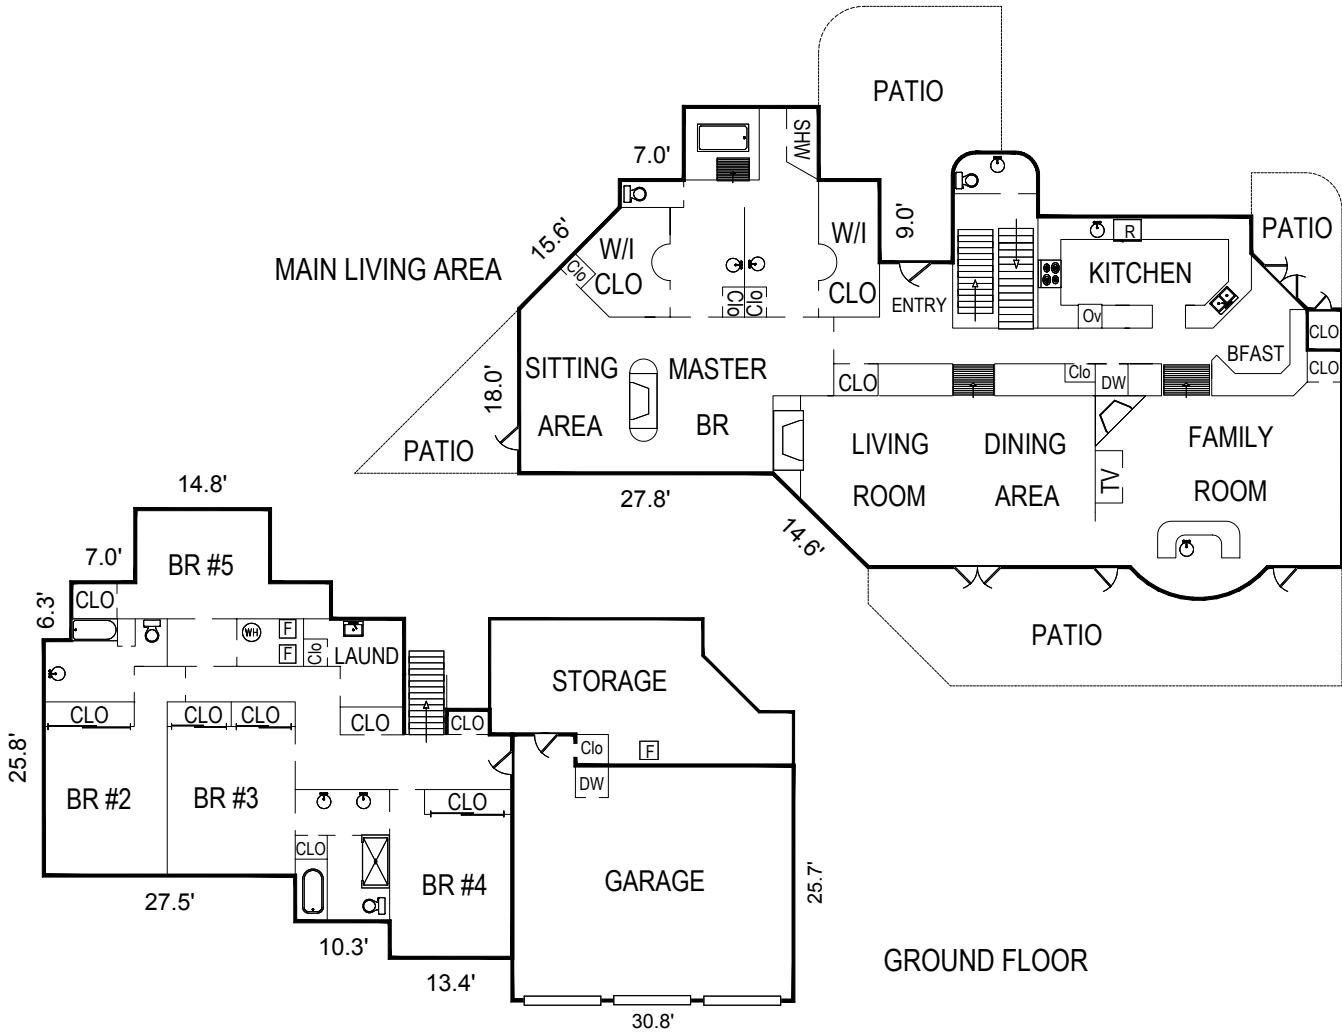 PATIO
SHW
7.0'
15.6'
W/I
CLO
Clo
Clo
Clo
W/I
CLO
9.0'
ENTRY
R
KITCHEN
Ov
PATIO
CLO
CLO
BFAST
MAIN LIVING AREA
SITTING
AREA
MASTER
BR
18.0'
PATIO
27.8'
14.6'
CLO
Clo
DW
LIVING
ROOM
DINING
AREA
TV
FAMILY
ROOM
PATIO
14.8'
7.0'
BR #5
6.3'
CLO
WH
F
F
Clo
LAUND
CLO
CLO
CLO
CLO
CLO
25.8'
BR #2
BR #3
27.5'
CLO
10.3'
CLO
BR #4
13.4'
STORAGE
Clo
F
DW
GARAGE
25.7'
30.8'
GROUND FLOOR